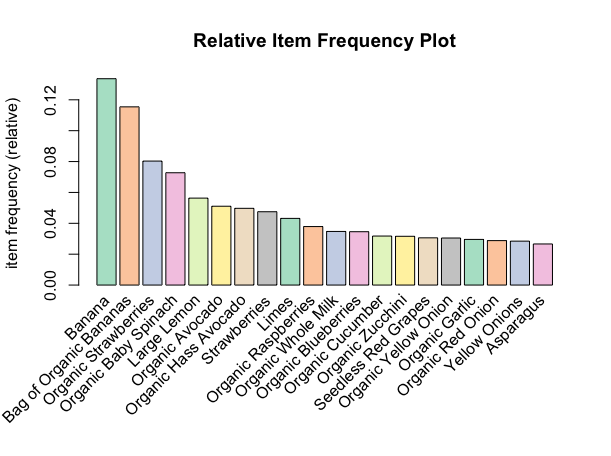 Relative Item Frequency Plot
item frequency (relative)
0.12
0.08
0.04
0.00
Banana
Bag of Organic Bananas
Organic Strawberries
Organic Baby Spinach
Large Lemon
Organic Avocado
Organic Hass Avocado
Strawberries
Limes
Organic Raspberries
Organic Whole Milk
Organic Blueberries
Organic Cucumber
Organic Zucchini
Seedless Red Grapes
Organic Yellow Onion
Organic Garlic
Organic Red Onion
Yellow Onions
Asparagus